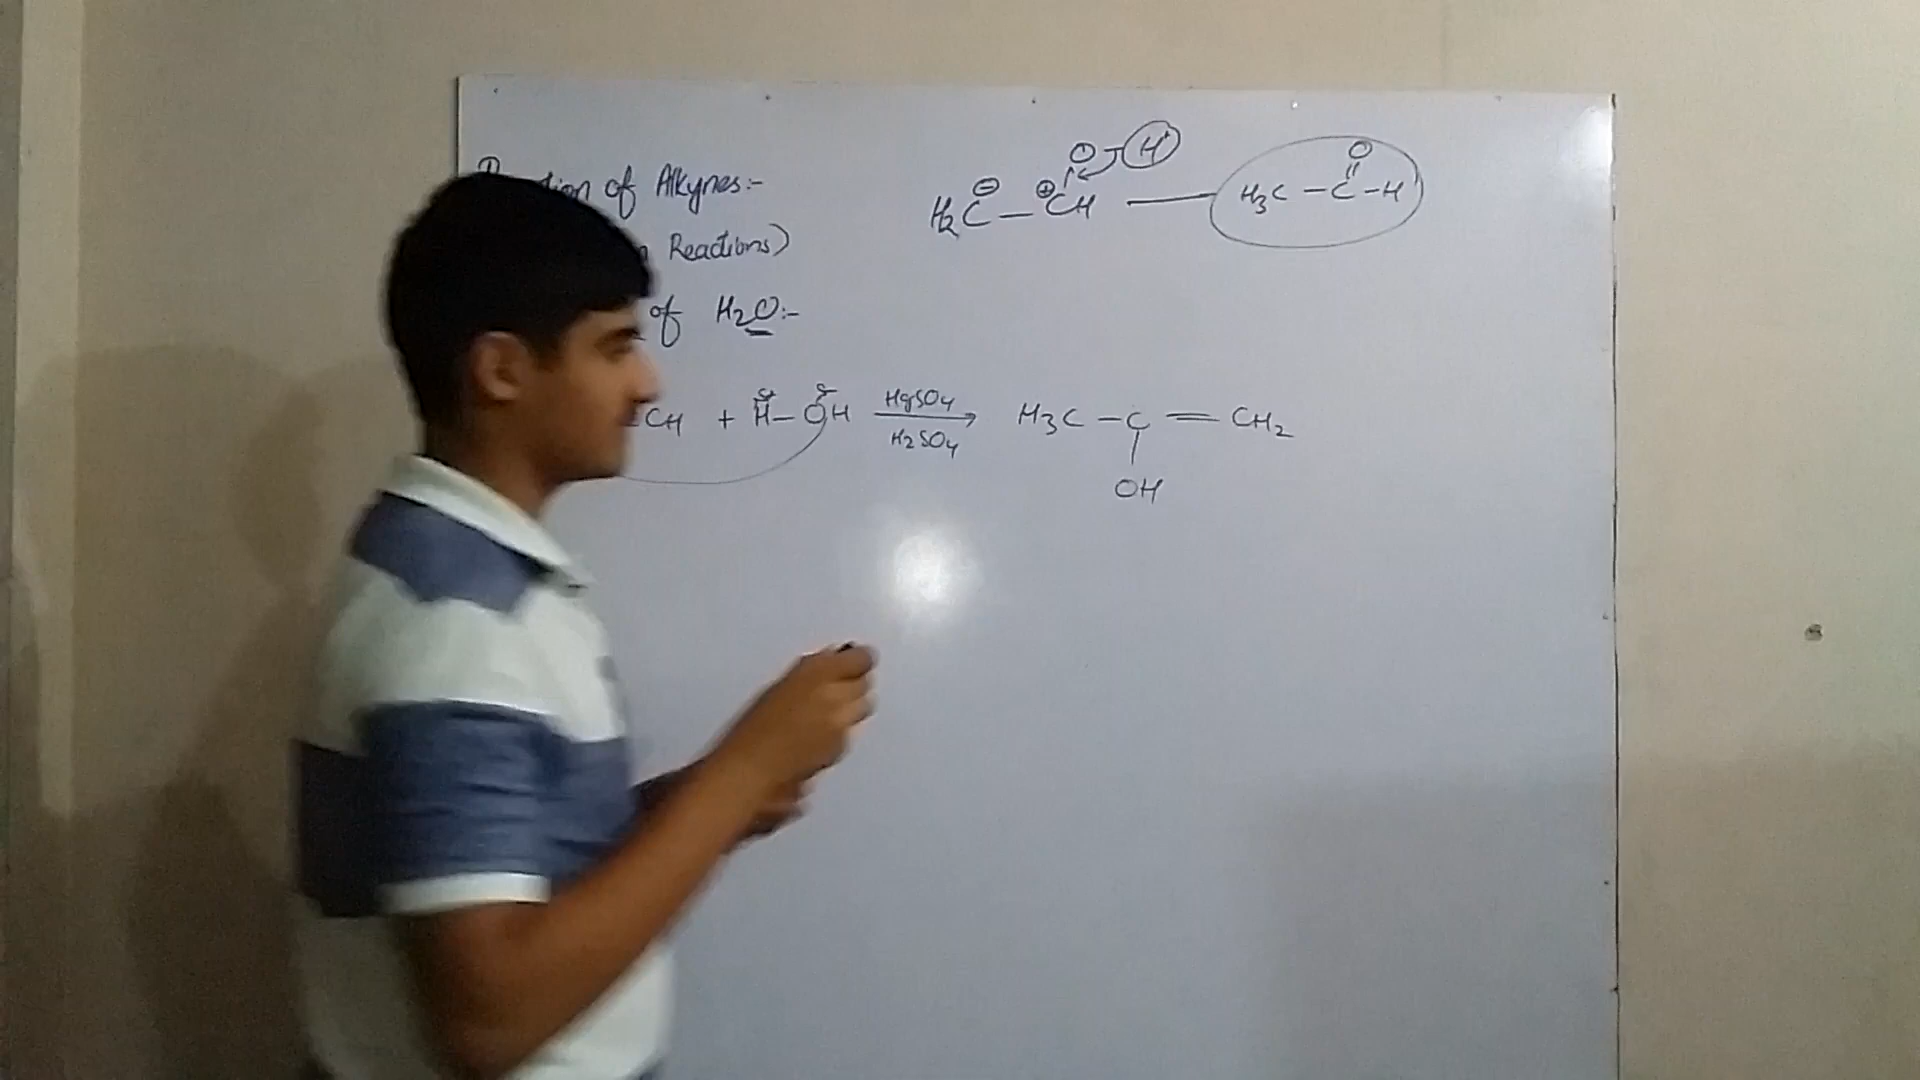 of Alkynes:-
Reactions)
of H₂O:-
CH + H—OH HgSO₄ H₂SO₄ → H₃C—C=CH₂
OH
H₂C⊖—⊕CH O H⁺ — H₃C—C—H
O